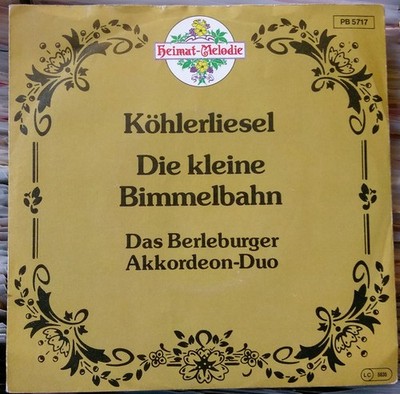 Heimat-Melodie
PB 5717
Köhlerliesel
Die kleine
Bimmelbahn
Das Berleburger
Akkordeon-Duo
LC